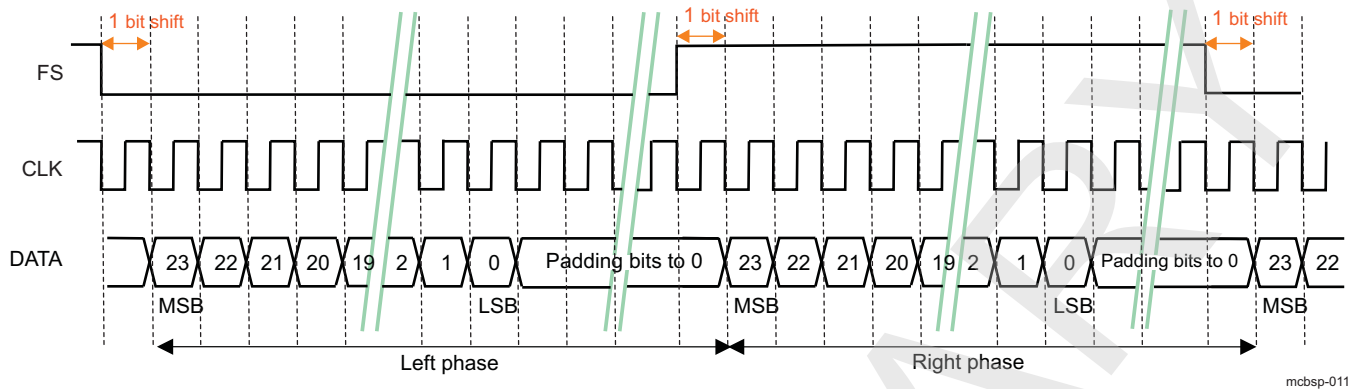 1 bit shift 1 bit shift 1 bit shift
FS
CLK
DATA 23 22 21 20 19 2 1 0 Padding bits to 0 23 22 21 20 19 2 1 0 Padding bits to 0 23 22
MSB LSB MSB LSB MSB
Left phase Right phase
mcbsp-011